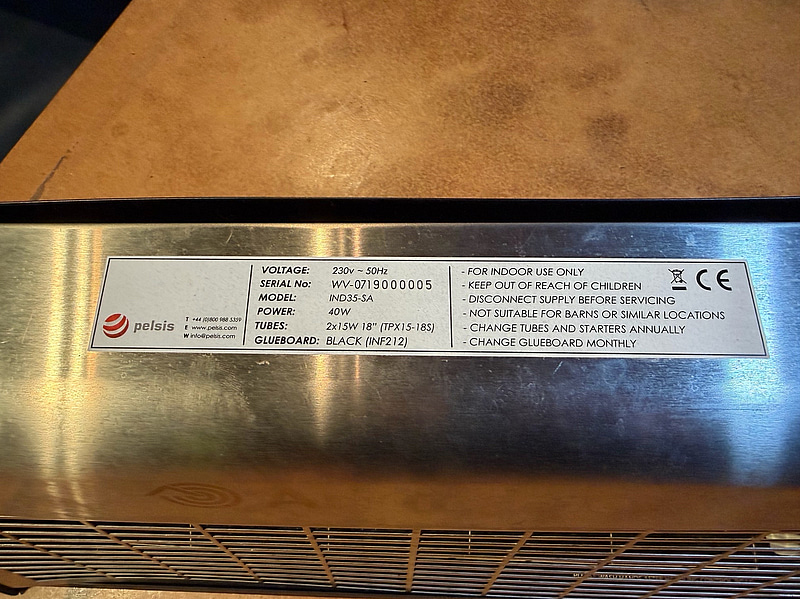 pelsis
T +44 (0)800 988 5359
E www.pelsis.com
W info@pelsis.com
VOLTAGE: 230v ~ 50Hz
SERIAL No: WV-0719000005
MODEL: IND35-SA
POWER: 40W
TUBES: 2x15W 18" (TPX15-18S)
GLUEBOARD: BLACK (INF212)
- FOR INDOOR USE ONLY
- KEEP OUT OF REACH OF CHILDREN
- DISCONNECT SUPPLY BEFORE SERVICING
- NOT SUITABLE FOR BARNS OR SIMILAR LOCATIONS
- CHANGE TUBES AND STARTERS ANNUALLY
- CHANGE GLUEBOARD MONTHLY
CE